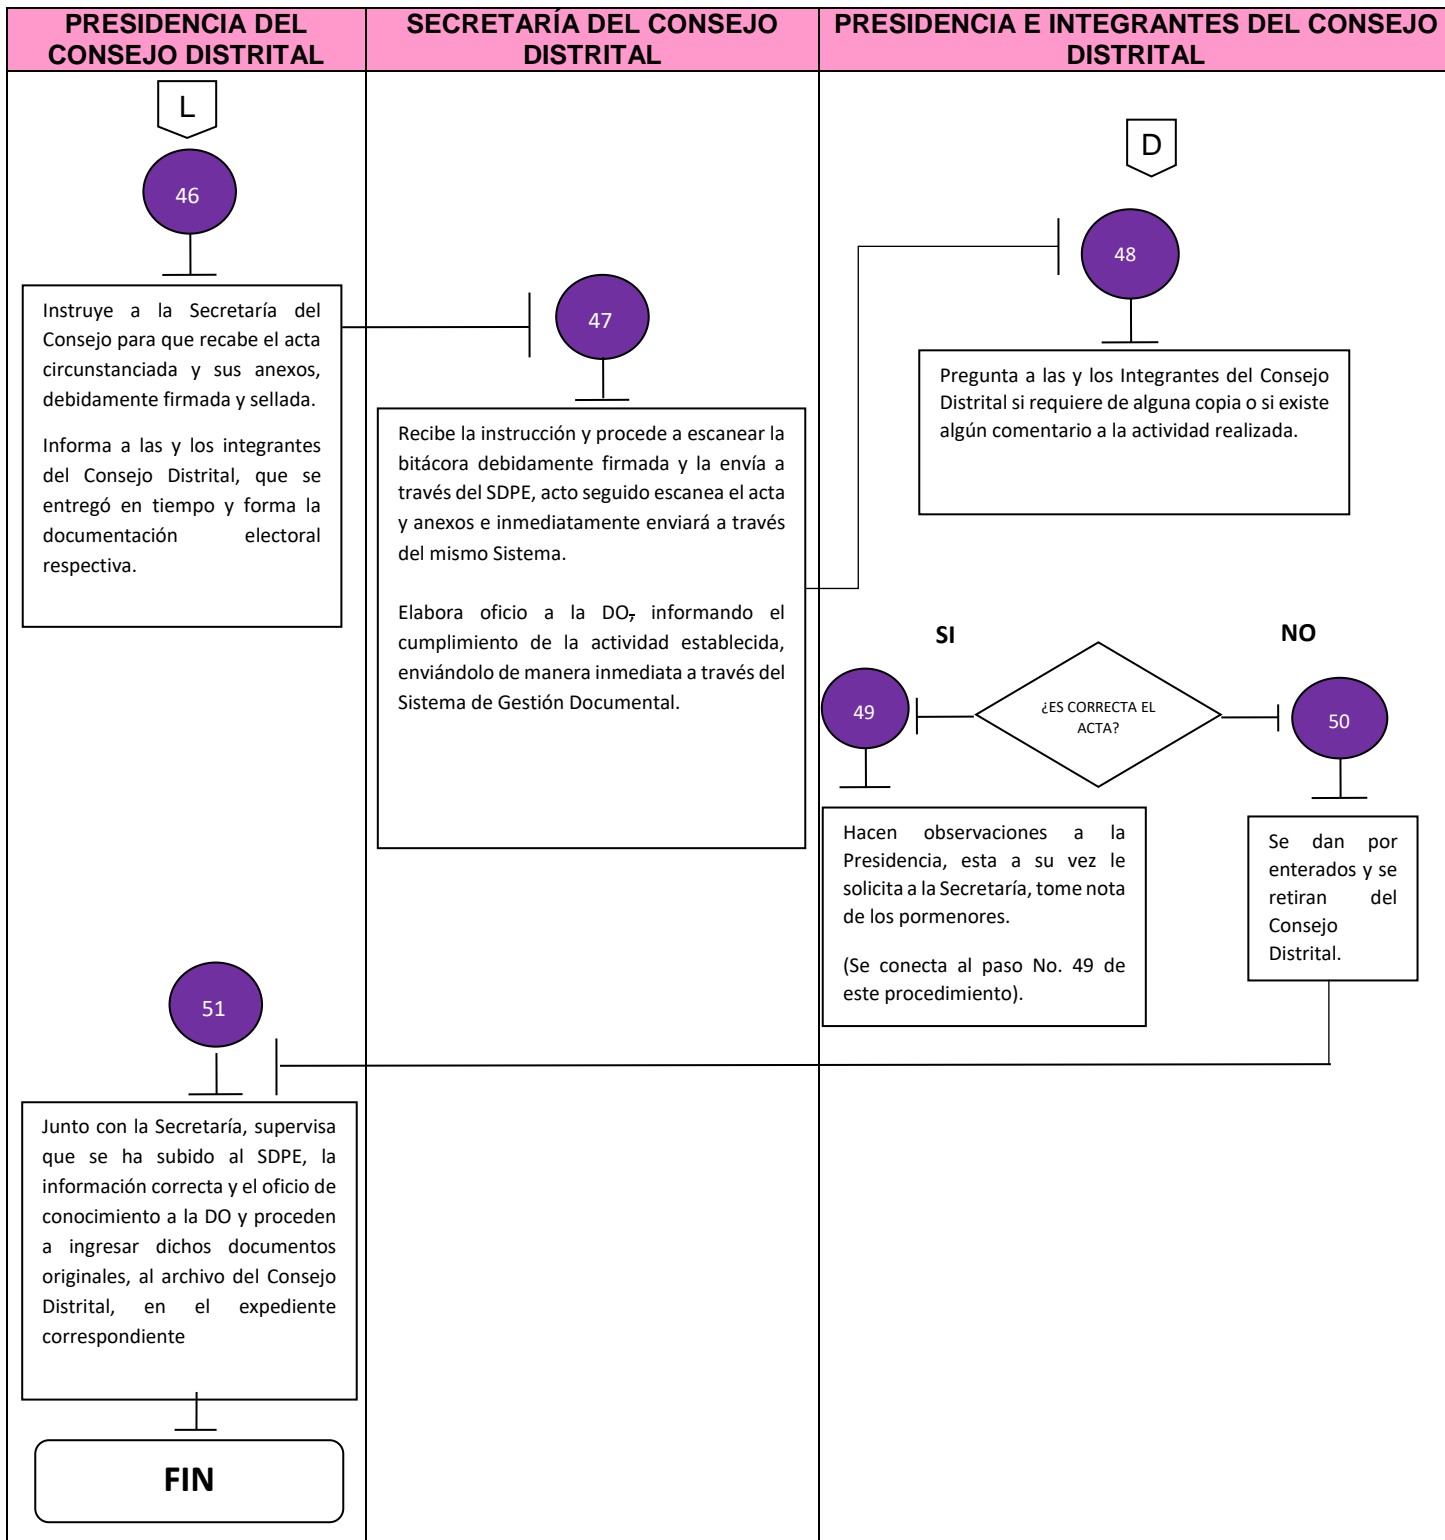 PRESIDENCIA DEL
CONSEJO DISTRITAL
SECRETARÍA DEL CONSEJO
DISTRITAL
PRESIDENCIA E INTEGRANTES DEL CONSEJO
DISTRITAL
L
46
Instruye a la Secretaría del
Consejo para que recabe el acta
circunstanciada y sus anexos,
debidamente firmada y sellada.
Informa a las y los integrantes
del Consejo Distrital, que se
entregó en tiempo y forma la
documentación electoral
respectiva.
47
Recibe la instrucción y procede a escanear la
bitácora debidamente firmada y la envía a
través del SDPE, acto seguido escanea el acta
y anexos e inmediatamente enviará a través
del mismo Sistema.
Elabora oficio a la DO, informando el
cumplimiento de la actividad establecida,
enviándolo de manera inmediata a través del
Sistema de Gestión Documental.
D
48
Pregunta a las y los Integrantes del Consejo
Distrital si requiere de alguna copia o si existe
algún comentario a la actividad realizada.
SI
NO
¿ES CORRECTA EL
ACTA?
49
50
Hacen observaciones a la
Presidencia, esta a su vez le
solicita a la Secretaría, tome nota
de los pormenores.
(Se conecta al paso No. 49 de
este procedimiento).
Se dan por
enterados y se
retiran del
Consejo
Distrital.
51
Junto con la Secretaría, supervisa
que se ha subido al SDPE, la
información correcta y el oficio de
conocimiento a la DO y proceden
a ingresar dichos documentos
originales, al archivo del Consejo
Distrital, en el expediente
correspondiente
FIN